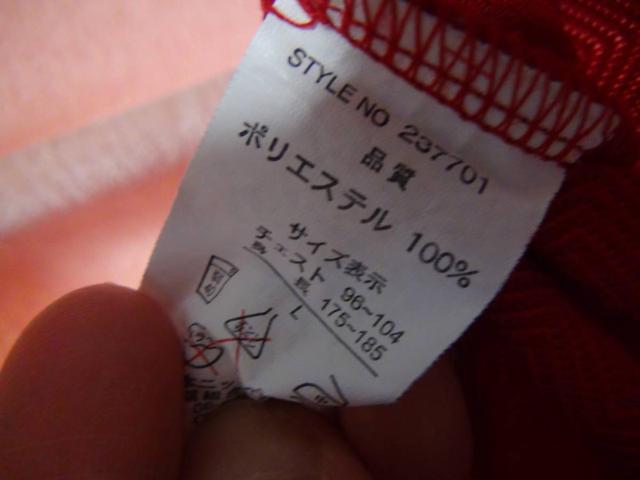 STYLE NO 237701
品質
ポリエステル 100%
サイズ表示
チェスト 96~104
身長 175~185
L